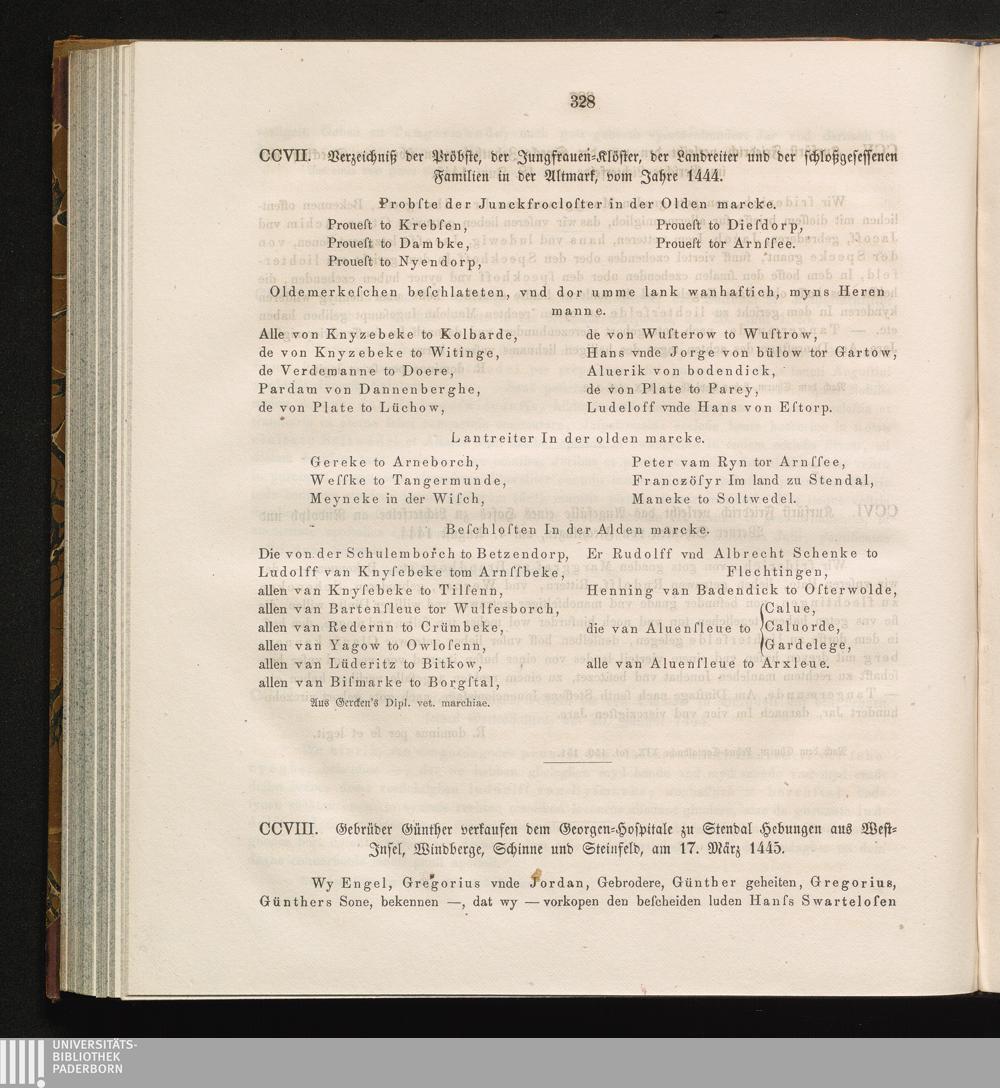 328
CCVII. Verzeichniß der Pröbste, der Jungfrauen-Klöster, der Landreiter und der schloßgesessenen
Familien in der Altmark, vom Jahre 1444.
Probſte der Junckfrocloſter in der Olden marcke.
Proueſt to Krebſen,
Proueſt to Dambke,
Proueſt to Nyendorp,
Proueſt to Dieſdorp,
Proueſt tor Arnſſee.
Oldemerkeſchen beſchlateten, vnd dor umme lank wanhaftich, myns Heren
manne.
Alle von Knyzebeke to Kolbarde,
de von Knyzebeke to Witinge,
de Verdemanne to Doere,
Pardam von Dannenberghe,
de von Plate to Lüchow,
de von Wuſterow to Wuſtrow,
Hans vnde Jorge von bülow tor Gartow,
Aluerik von bodendick,
de von Plate to Parey,
Ludeloff vnde Hans von Eſtorp.
Lantreiter In der olden marcke.
Gereke to Arneborch,
Weſſke to Tangermunde,
Meyneke in der Wiſch,
Peter vam Ryn tor Arnſſee,
Franczöſyr Im land zu Stendal,
Maneke to Soltwedel.
Beſchloſten In der Alden marcke.
Die von der Schulemborch to Betzendorp,
Ludolff van Knyſebeke tom Arnſſbeke,
allen van Knyſebeke to Tilſenn,
allen van Bartenſleue tor Wulfesborch,
allen van Redernn to Crümbeke,
allen van Yagow to Owloſenn,
allen van Lüderitz to Bitkow,
allen van Biſmarke to Borgſtal,
Er Rudolff vnd Albrecht Schenke to
Flechtingen,
Henning van Badendick to Oſterwolde,
die van Aluenſleue to
Calue,
Caluorde,
Gardelege,
alle van Aluenſleue to Arxleue.
Aus Gercken's Dipl. vet. marchiae.
CCVIII. Gebrüder Günther verkaufen dem Georgen-Hospitale zu Stendal Hebungen aus West-
Insel, Windberge, Schinne und Steinfeld, am 17. März 1445.
Wy Engel, Gregorius vnde Jordan, Gebrodere, Günther geheiten, Gregorius,
Günthers Sone, bekennen —, dat wy — vorkopen den beſcheiden luden Hanſs Swarteloſen
UNIVERSITÄTS-
BIBLIOTHEK
PADERBORN